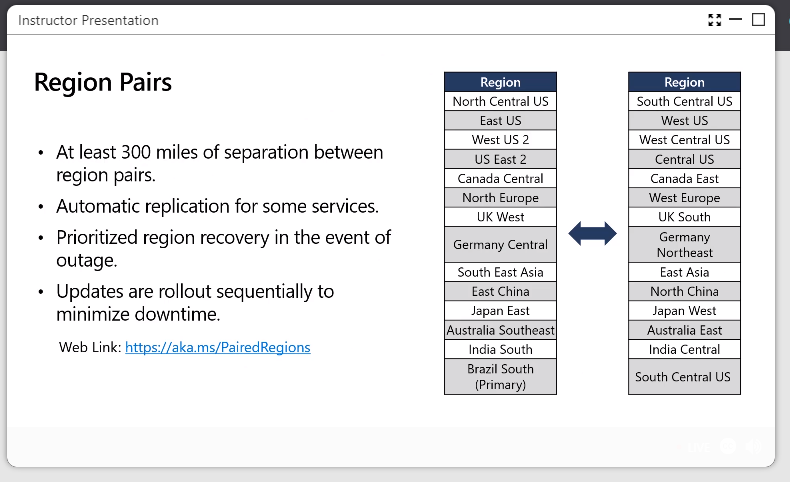 Instructor Presentation
Region Pairs
• At least 300 miles of separation between
region pairs.
• Automatic replication for some services.
• Prioritized region recovery in the event of
outage.
• Updates are rollout sequentially to
minimize downtime.
Web Link: https://aka.ms/PairedRegions
Region
North Central US
East US
West US 2
US East 2
Canada Central
North Europe
UK West
Germany Central
South East Asia
East China
Japan East
Australia Southeast
India South
Brazil South
(Primary)
Region
South Central US
West US
West Central US
Central US
Canada East
West Europe
UK South
Germany
Northeast
East Asia
North China
Japan West
Australia East
India Central
South Central US